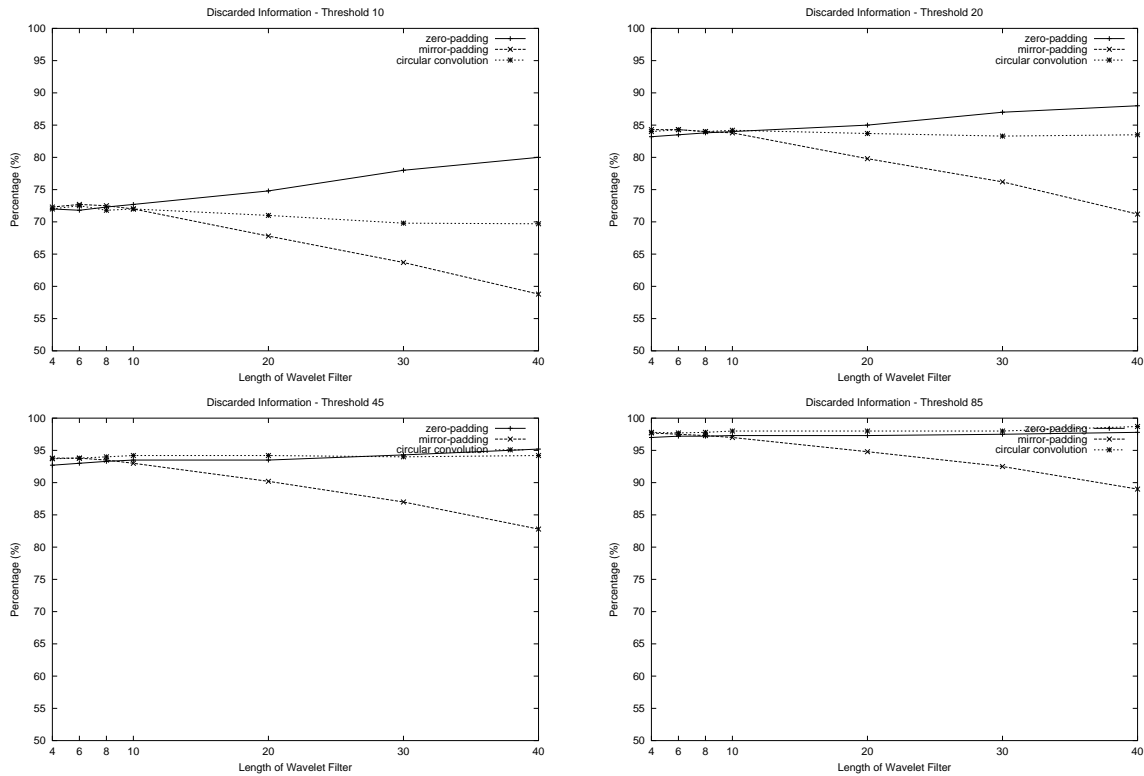 Discarded Information - Threshold 10
100
95
90
85
80
75
70
65
60
55
50
4 6 8 10 20 30 40
Percentage (%)
Length of Wavelet Filter
zero-padding
mirror-padding
circular convolution
Discarded Information - Threshold 20
100
95
90
85
80
75
70
65
60
55
50
4 6 8 10 20 30 40
Percentage (%)
Length of Wavelet Filter
zero-padding
mirror-padding
circular convolution
Discarded Information - Threshold 45
100
95
90
85
80
75
70
65
60
55
50
4 6 8 10 20 30 40
Percentage (%)
Length of Wavelet Filter
zero-padding
mirror-padding
circular convolution
Discarded Information - Threshold 85
100
95
90
85
80
75
70
65
60
55
50
4 6 8 10 20 30 40
Percentage (%)
Length of Wavelet Filter
zero-padding
mirror-padding
circular convolution